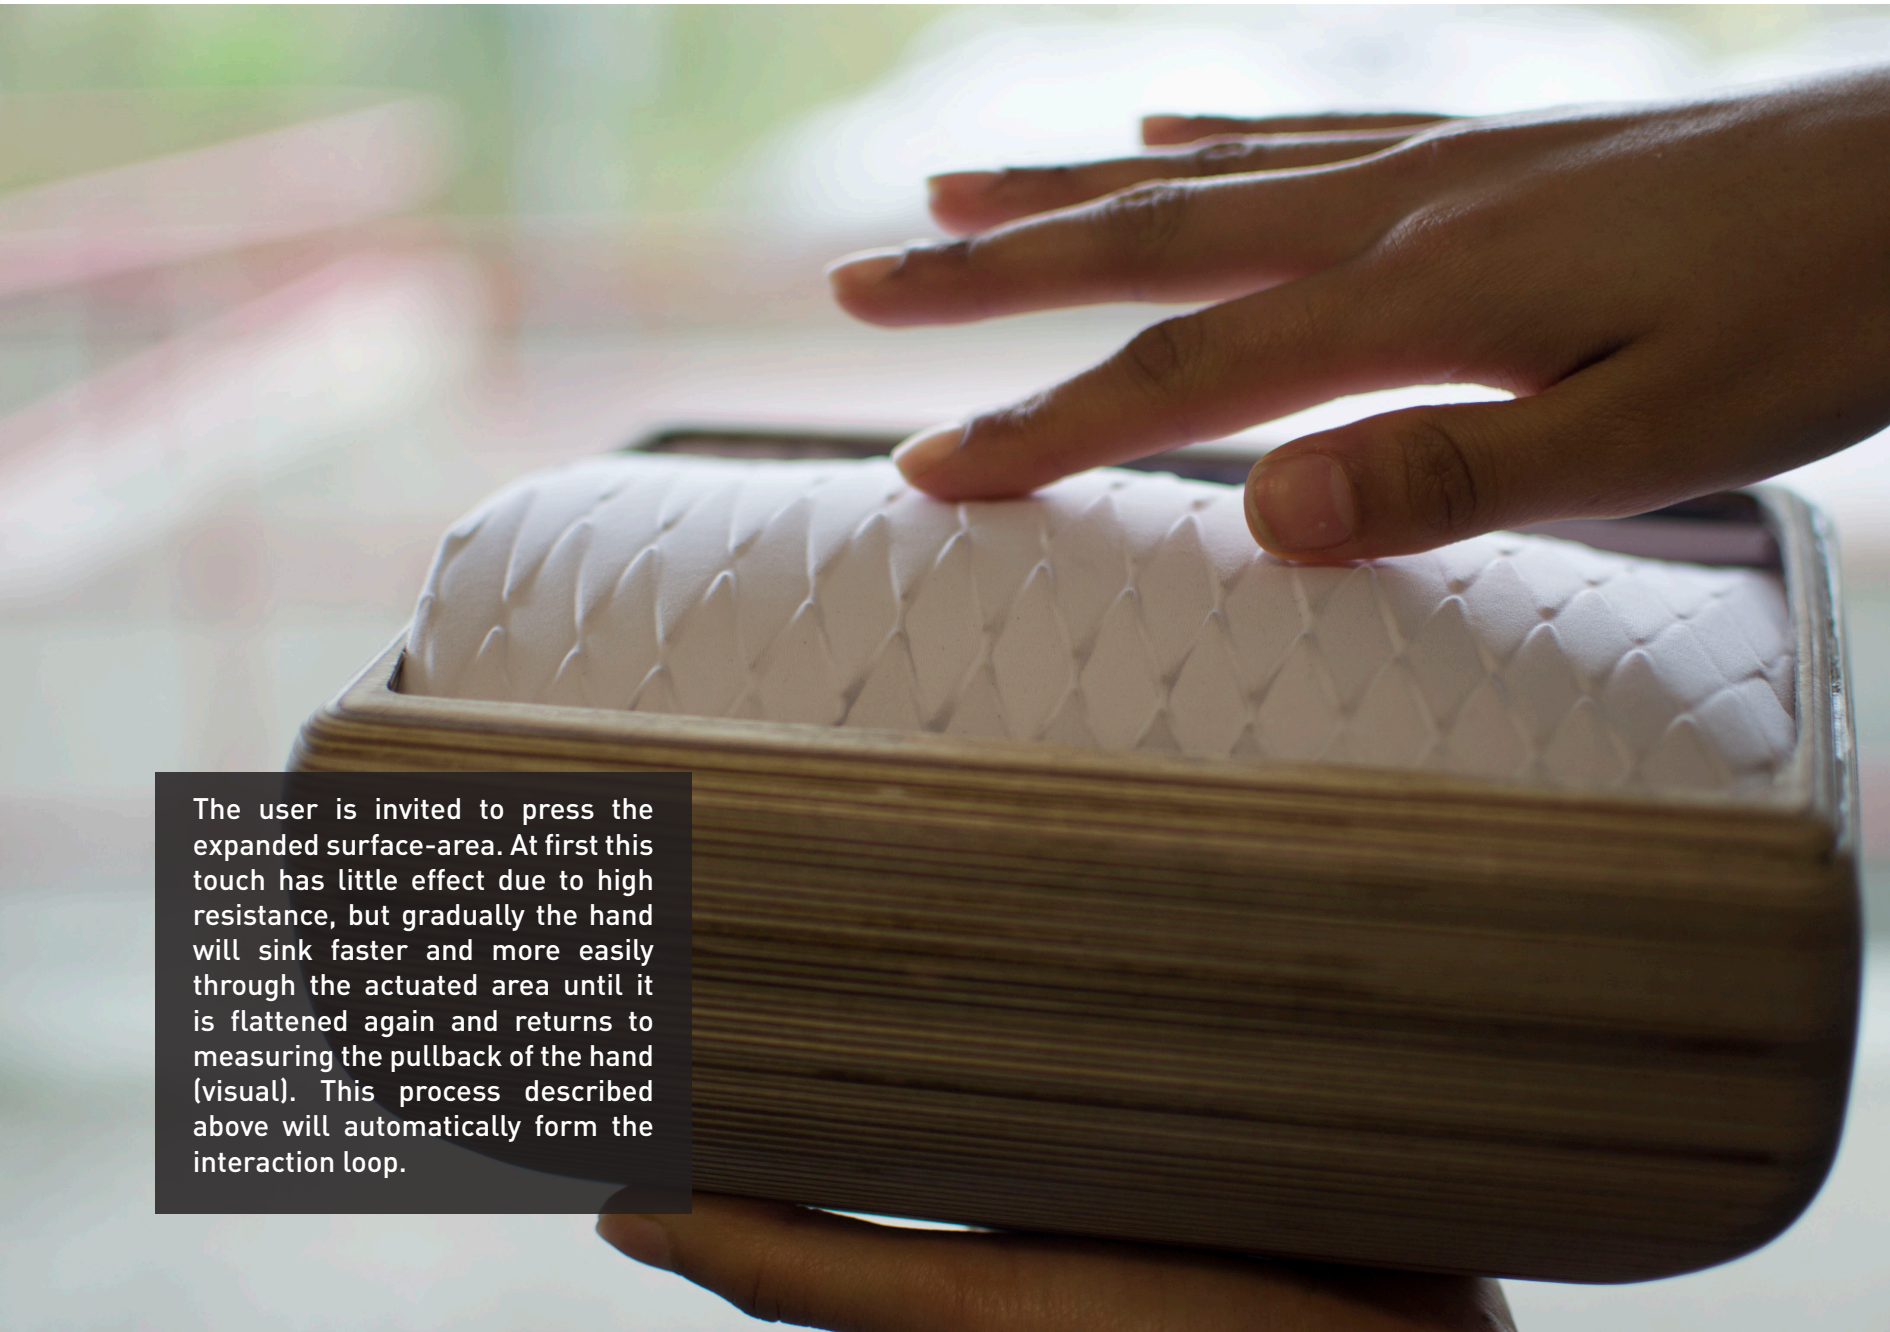 The user is invited to press the
expanded surface-area. At first this
touch has little effect due to high
resistance, but gradually the hand
will sink faster and more easily
through the actuated area until it
is flattened again and returns to
measuring the pullback of the hand
(visual). This process described
above will automatically form the
interaction loop.